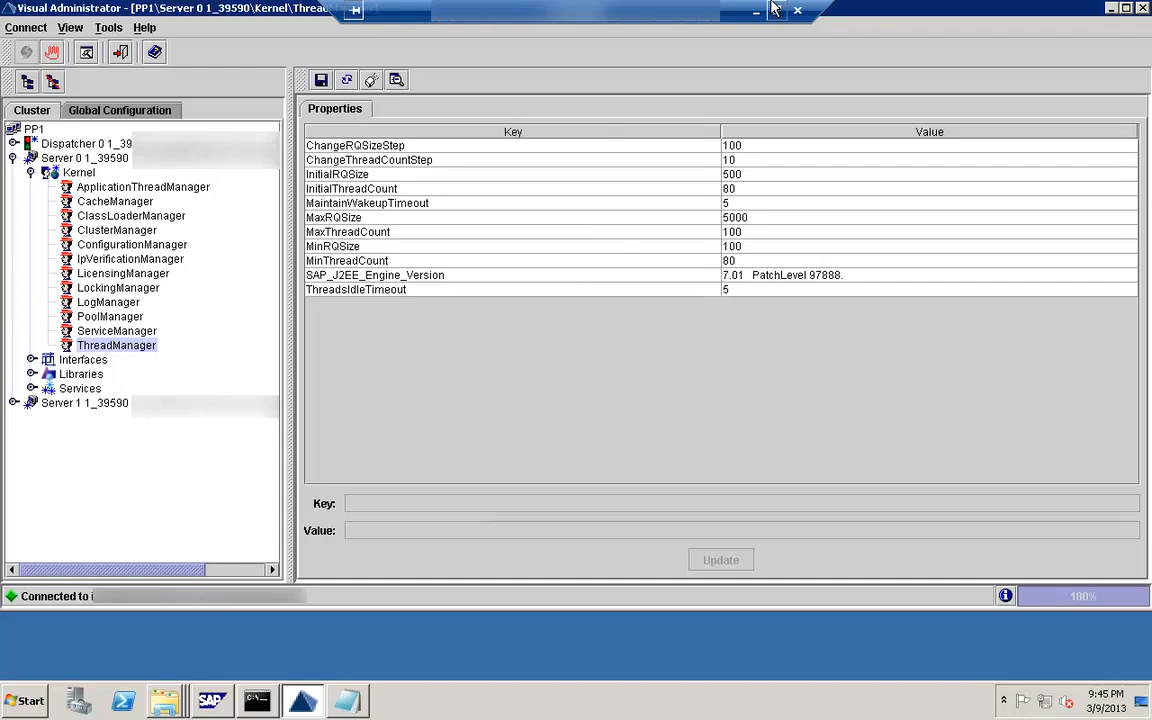 Visual Administrator - [PP1\Server 0 1_39590\Kernel\Threa
Connect View Tools Help
Cluster Global Configuration
PP1
Dispatcher 0 1_39
Server 0 1_39590
Kernel
ApplicationThreadManager
CacheManager
ClassLoaderManager
ClusterManager
ConfigurationManager
IpVerificationManager
LicensingManager
LockingManager
LogManager
PoolManager
ServiceManager
ThreadManager
Interfaces
Libraries
Services
Server 1 1_39590
Properties
Key Value
ChangeRQSizeStep 100
ChangeThreadCountStep 10
InitialRQSize 500
InitialThreadCount 80
MaintainWakeupTimeout 5
MaxRQSize 5000
MaxThreadCount 100
MinRQSize 100
MinThreadCount 80
SAP_J2EE_Engine_Version 7.01 PatchLevel 97888.
ThreadsIdleTimeout 5
Key:
Value:
Update
Connected to i
100%
Start
SAP
C:\.
9:45 PM
3/9/2013